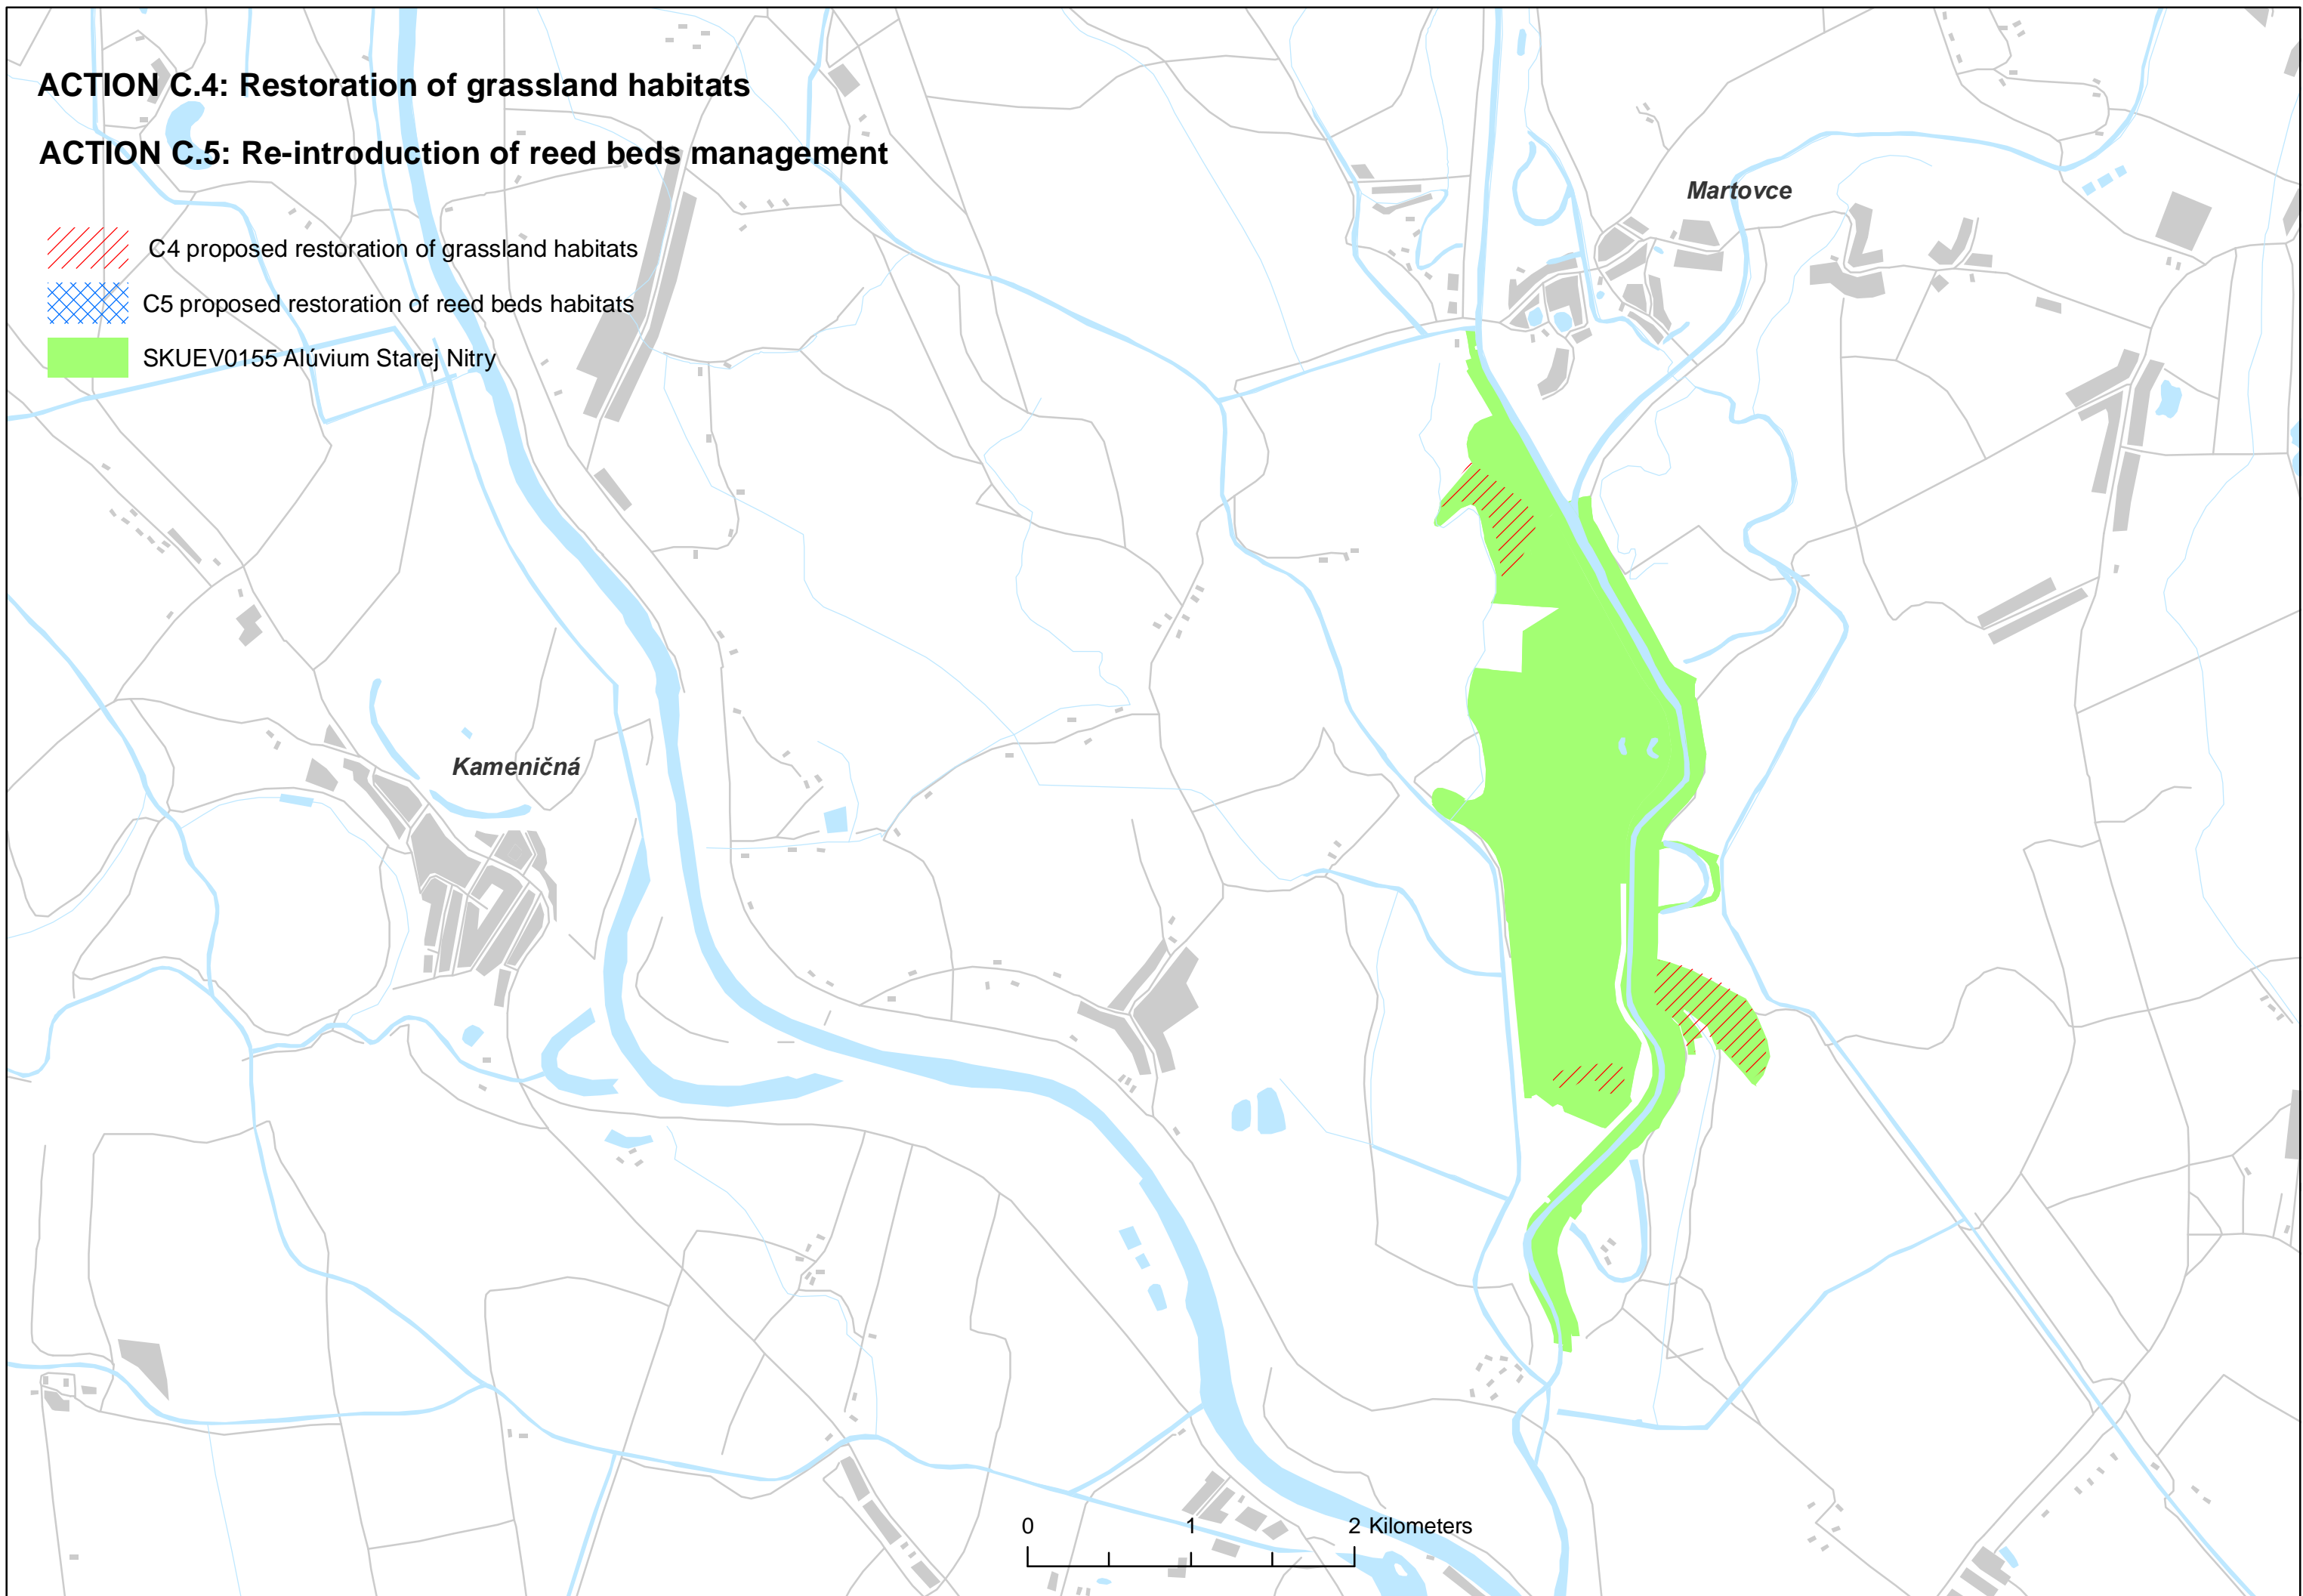 ACTION C.4: Restoration of grassland habitats
ACTION C.5: Re-introduction of reed beds management
C4 proposed restoration of grassland habitats
C5 proposed restoration of reed beds habitats
SKUEV0155 Alúvium Starej Nitry
Martovce
Kameničná
0 1 2 Kilometers